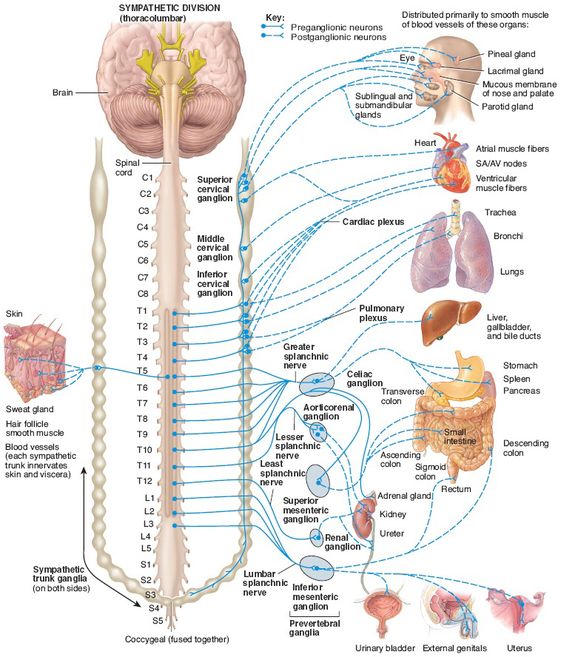 SYMPATHETIC DIVISION
(thoracolumbar)
Key:
Preganglionic neurons
Postganglionic neurons
Distributed primarily to smooth muscle
of blood vessels of these organs:
Eye
Pineal gland
Lacrimal gland
Mucous membrane
of nose and palate
Parotid gland
Sublingual and
submandibular
glands
Brain
Spinal
cord
C1
C2
C3
C4
C5
C6
C7
C8
T1
T2
T3
T4
T5
T6
T7
T8
T9
T10
T11
T12
L1
L2
L3
L4
L5
S1
S2
S3
S4
S5
Coccygeal (fused together)
Superior
cervical
ganglion
Middle
cervical
ganglion
Inferior
cervical
ganglion
Heart
Atrial muscle fibers
SA/AV nodes
Ventricular
muscle fibers
Cardiac plexus
Trachea
Bronchi
Lungs
Pulmonary
plexus
Skin
Sweat gland
Hair follicle
smooth muscle
Blood vessels
(each sympathetic
trunk innervates
skin and viscera)
Sympathetic
trunk ganglia
(on both sides)
Greater
splanchnic
nerve
Celiac
ganglion
Liver,
gallbladder,
and bile ducts
Stomach
Spleen
Pancreas
Transverse
colon
Aorticorenal
ganglion
Lesser
splanchnic
nerve
Small
intestine
Ascending
colon
Descending
colon
Sigmoid
colon
Rectum
Least
splanchnic
nerve
Superior
mesenteric
ganglion
Adrenal gland
Kidney
Renal
ganglion
Ureter
Lumbar
splanchnic
nerve
Inferior
mesenteric
ganglion
Prevertebral
ganglia
Urinary bladder
External genitals
Uterus